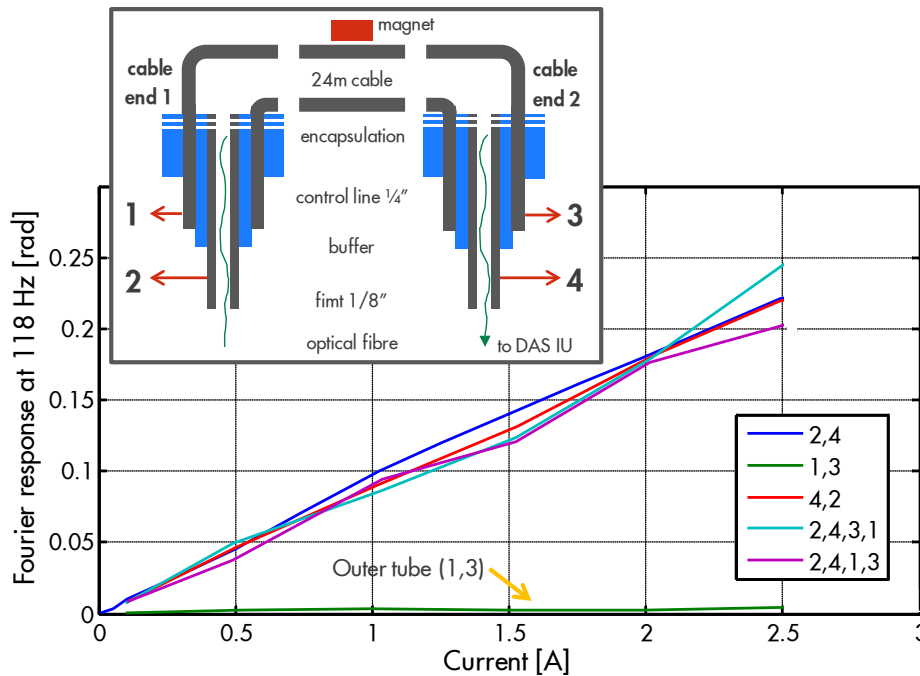 magnet
cable
end 1
24m cable
cable
end 2
encapsulation
control line ¼”
1
3
buffer
2
4
fimt 1/8”
optical fibre
to DAS IU
Fourier response at 118 Hz [rad]
0.25
0.2
0.15
0.1
0.05
0
Outer tube (1,3)
2,4
1,3
4,2
2,4,3,1
2,4,1,3
0
0.5
1
1.5
2
2.5
3
Current [A]